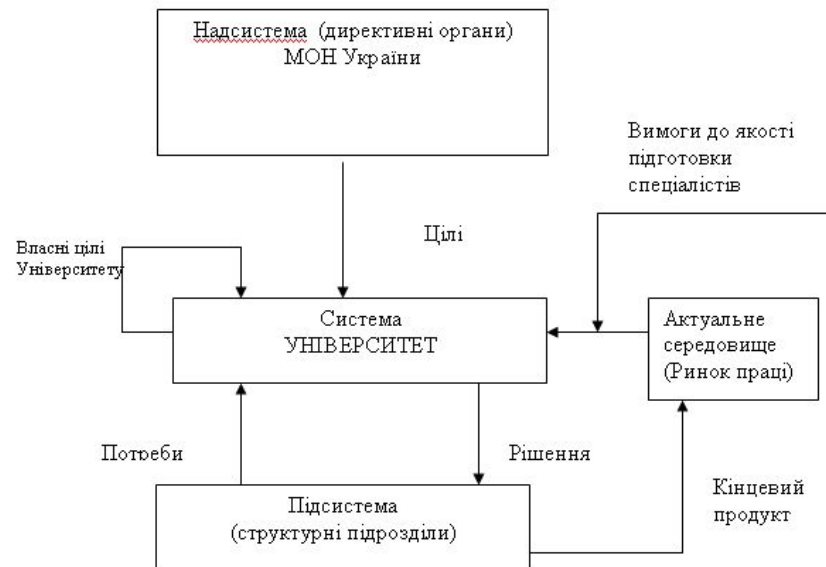 Надсистема (директивні органи)
МОН України
Вимоги до якості
підготовки
спеціалістів
Цілі
Власні цілі
Університету
Система
УНІВЕРСИТЕТ
Актуальне
середовище
(Ринок праці)
Потреби
Рішення
Підсистема
(структурні підрозділи)
Кінцевий
продукт